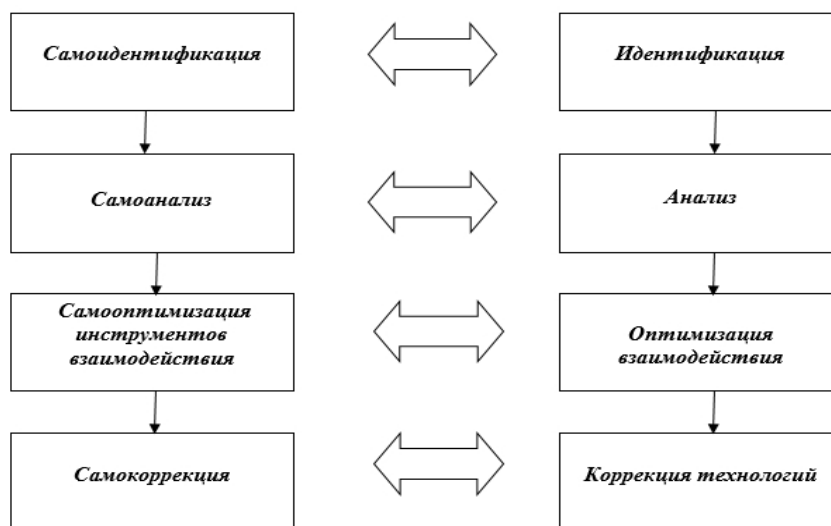 Самоидентификация
Идентификация
Самоанализ
Анализ
Самооптимизация
инструментов
взаимодействия
Оптимизация
взаимодействия
Самокоррекция
Коррекция технологий